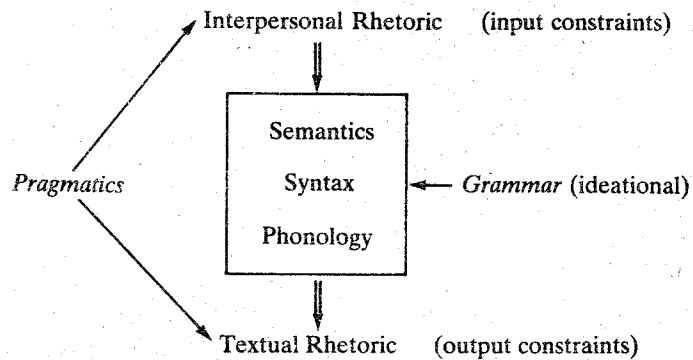 Interpersonal Rhetoric (input constraints)
Semantics
Pragmatics Syntax Grammar (ideational)
Phonology
Textual Rhetoric (output constraints)